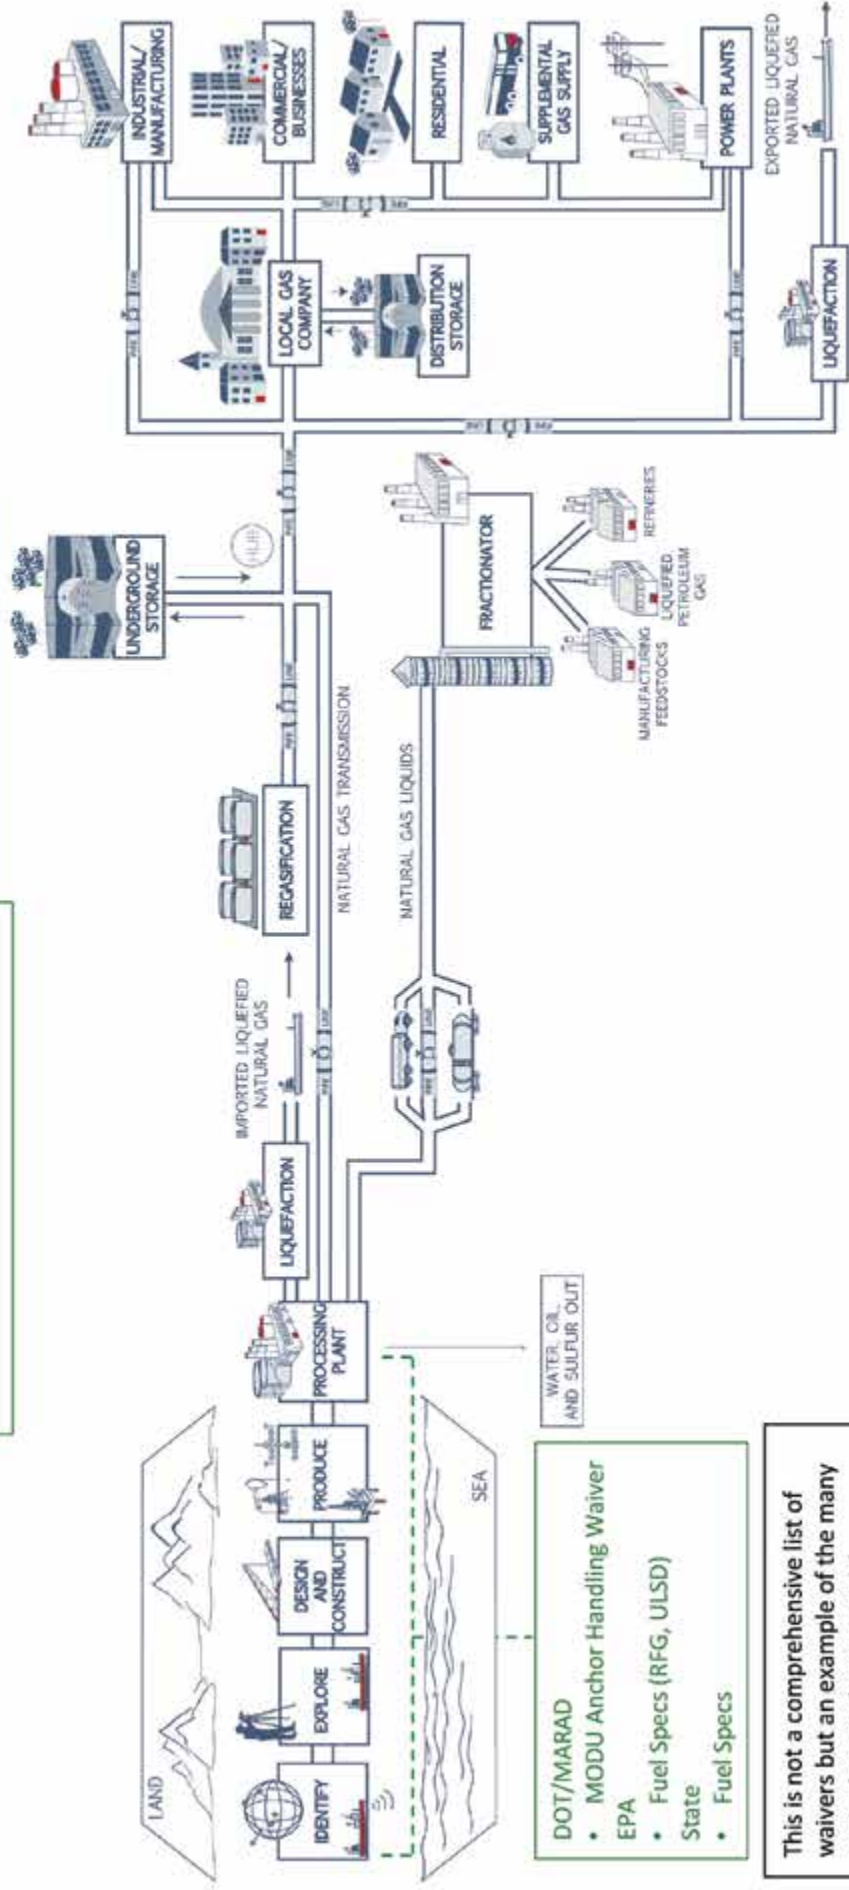 LAND
IDENTIFY
EXPLORE
DESIGN
AND
CONSTRUCT
PRODUCE
PROCESSING
PLANT
SEA
WATER, OIL,
AND SULFUR OUT
LIQUEFACTION
IMPORTED LIQUEFIED
NATURAL GAS
REGASIFICATION
NATURAL GAS TRANSMISSION
NATURAL GAS LIQUIDS
UNDERGROUND
STORAGE
HUB
FRACTIONATOR
MANUFACTURING
FEEDSTOCKS
LIQUEFIED
PETROLEUM
GAS
REFINERIES
LOCAL GAS
COMPANY
DISTRIBUTION
STORAGE
INDUSTRIAL/
MANUFACTURING
COMMERCIAL/
BUSINESSES
RESIDENTIAL
SUPPLEMENTAL
GAS SUPPLY
POWER PLANTS
LIQUEFACTION
EXPORTED LIQUEFIED
NATURAL GAS
DOT/MARAD
• MODU Anchor Handling Waiver
EPA
• Fuel Specs (RFG, ULSD)
State
• Fuel Specs
This is not a comprehensive list of
waivers but an example of the many